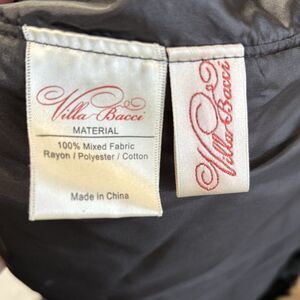 Villa Bacci
MATERIAL
100% Mixed Fabric
Rayon / Polyester / Cotton
Made in China
Villa Bacci